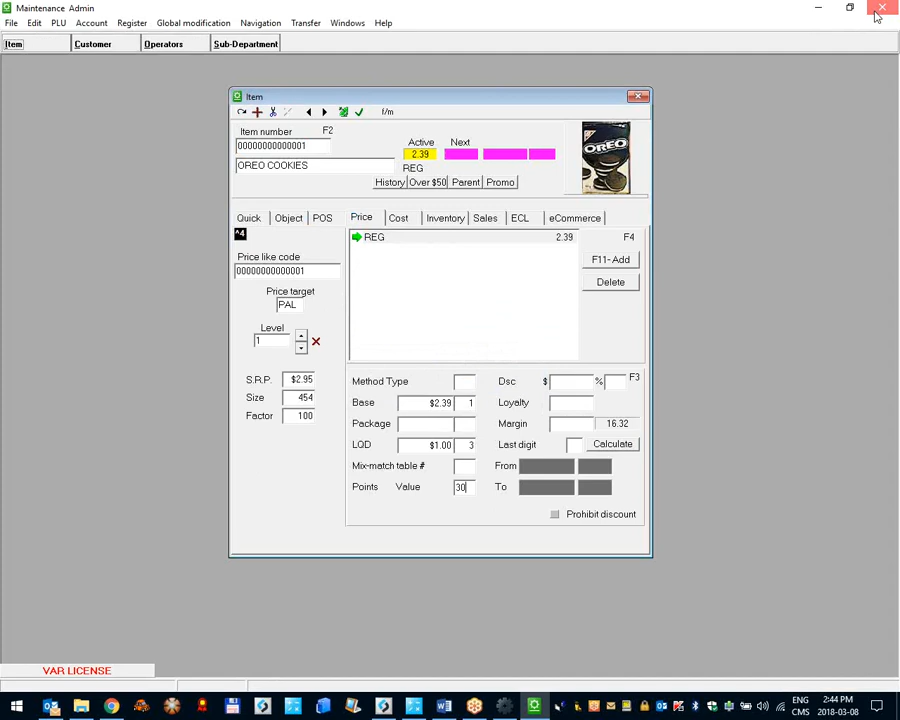 Maintenance Admin
File Edit PLU Account Register Global modification Navigation Transfer Windows Help
Item Customer Operators Sub-Department
Item
f/m
Item number F2
00000000000001
OREO COOKIES
Active Next
2.39
REG
History Over $50 Parent Promo
OREO
Quick Object POS Price Cost Inventory Sales ECL eCommerce
^4
Price like code
00000000000001
Price target
PAL
Level
1
S.R.P. $2.95
Size 454
Factor 100
REG 2.39
F4
F11- Add
Delete
Method Type Dsc $ % F3
Base $2.39 1 Loyalty
Package Margin 16.32
LQD $1.00 3 Last digit Calculate
Mix-match table # From
Points Value 30 To
Prohibit discount
VAR LICENSE
ENG 2:44 PM
CMS 2018-03-08